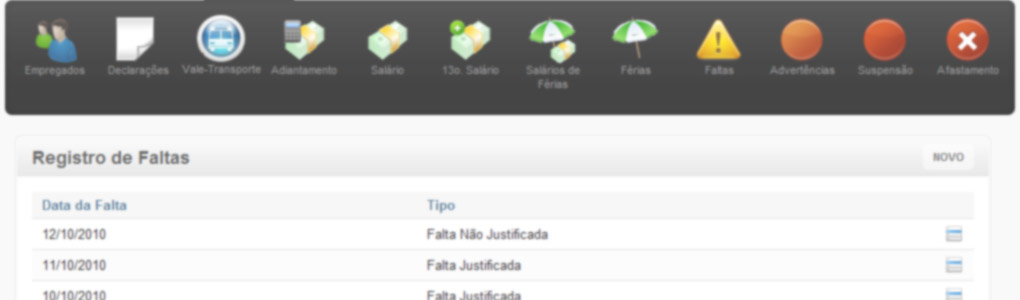 Empregados Declarações Vale-Transporte Adiantamento Salário 13o. Salário Salários de Férias Férias Faltas Advertências Suspensão Afastamento
Registro de Faltas NOVO
Data da Falta Tipo
12/10/2010 Falta Não Justificada
11/10/2010 Falta Justificada
10/10/2010 Falta Justificada